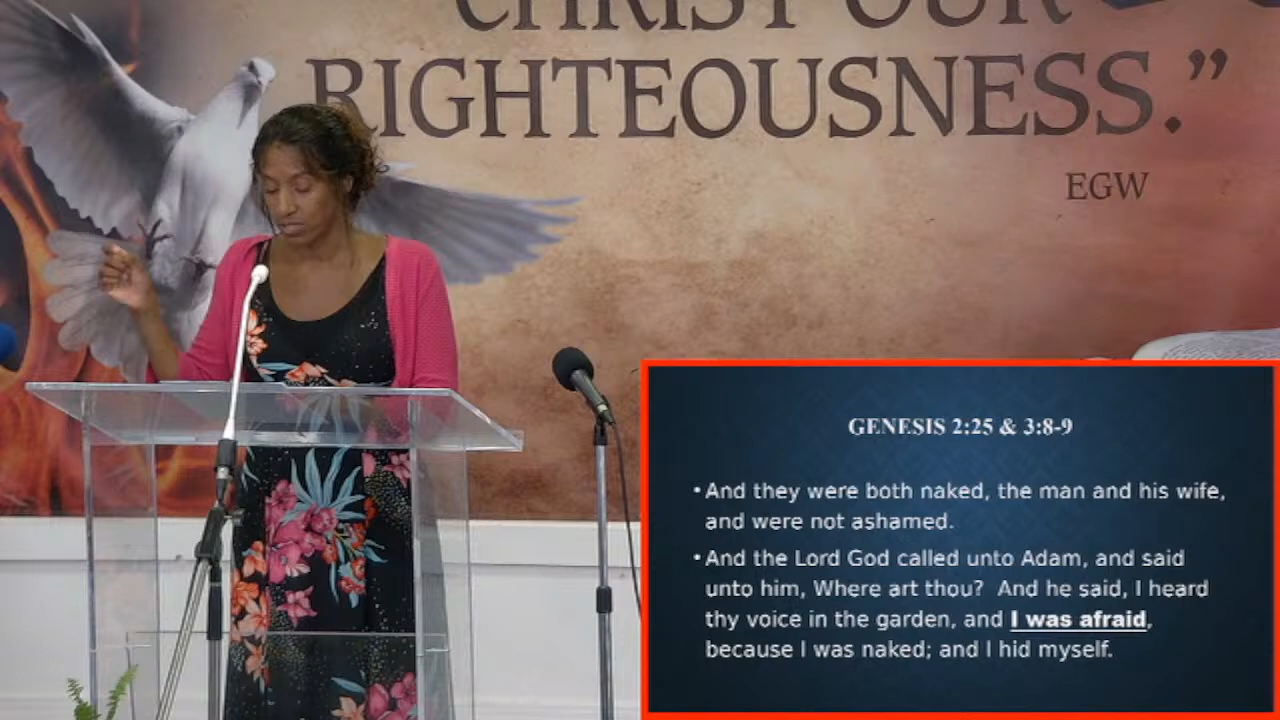 CHRIST OUR
RIGHTEOUSNESS.”
EGW
GENESIS 2:25 & 3:8-9
•And they were both naked, the man and his wife,
and were not ashamed.
•And the Lord God called unto Adam, and said
unto him, Where art thou?  And he said, I heard
thy voice in the garden, and I was afraid,
because I was naked; and I hid myself.